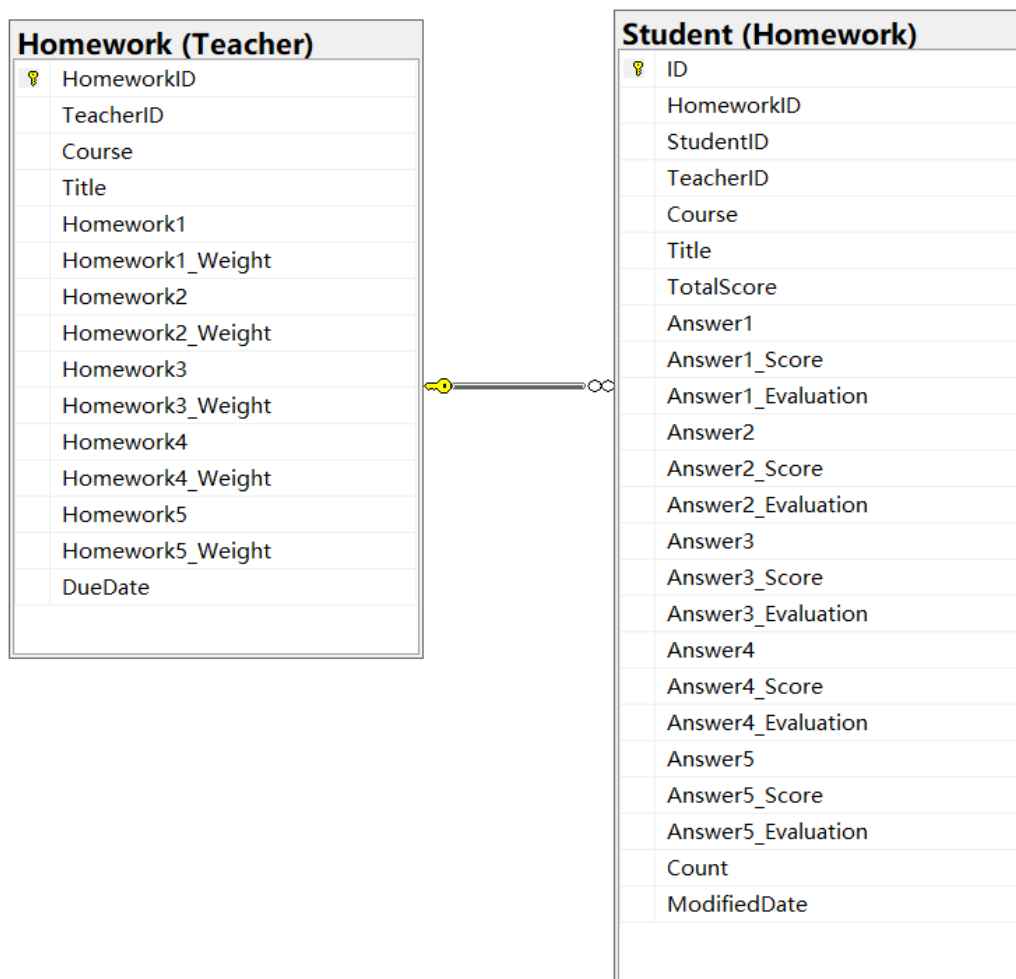 Homework (Teacher)
HomeworkID
TeacherID
Course
Title
Homework1
Homework1_Weight
Homework2
Homework2_Weight
Homework3
Homework3_Weight
Homework4
Homework4_Weight
Homework5
Homework5_Weight
DueDate
Student (Homework)
ID
HomeworkID
StudentID
TeacherID
Course
Title
TotalScore
Answer1
Answer1_Score
Answer1_Evaluation
Answer2
Answer2_Score
Answer2_Evaluation
Answer3
Answer3_Score
Answer3_Evaluation
Answer4
Answer4_Score
Answer4_Evaluation
Answer5
Answer5_Score
Answer5_Evaluation
Count
ModifiedDate